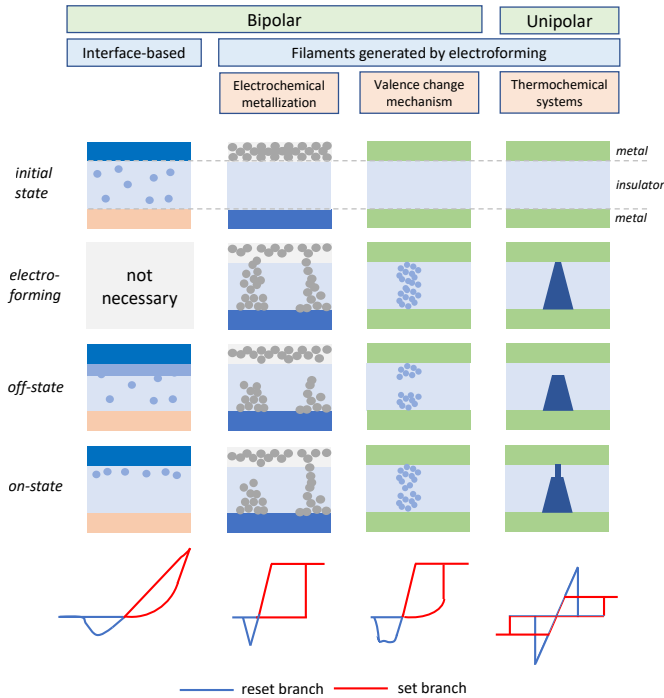 Bipolar
Unipolar
Interface-based
Filaments generated by electroforming
Electrochemical
metallization
Valence change
mechanism
Thermochemical
systems
initial
state
metal
insulator
metal
electro-
forming
not
necessary
off-state
on-state
reset branch
set branch